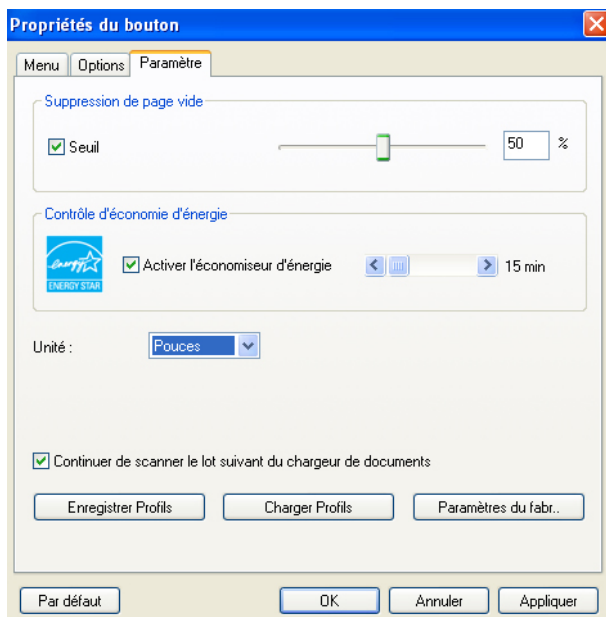 Propriétés du bouton
Menu Options Paramètre
Suppression de page vide
Seuil 50 %
Contrôle d'économie d'énergie
energy
ENERGY STAR
Activer l'économiseur d'énergie 15 min
Unité : Pouces
Continuer de scanner le lot suivant du chargeur de documents
Enregistrer Profils Charger Profils Paramètres du fabr..
Par défaut OK Annuler Appliquer